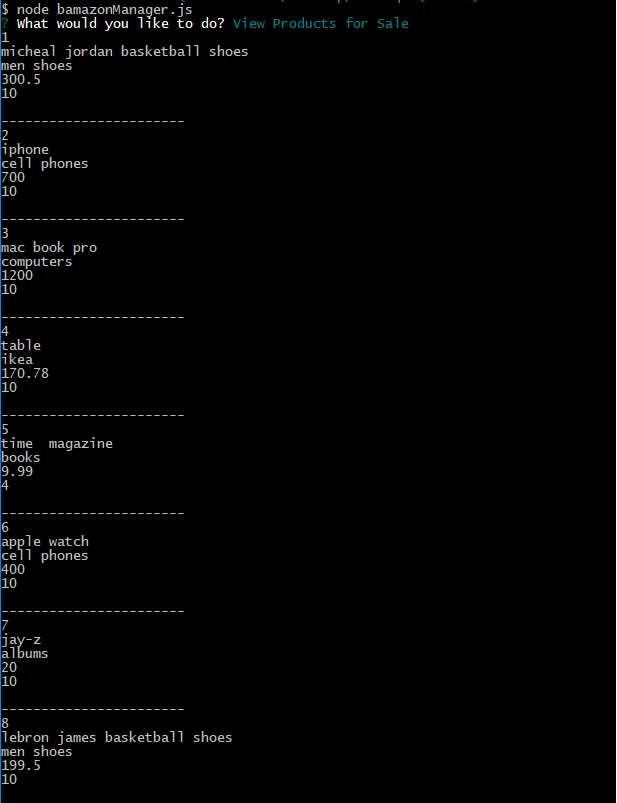 $ node bamazonManager.js
? What would you like to do? View Products for Sale
1
micheal jordan basketball shoes
men shoes
300.5
10
-----------------------
2
iphone
cell phones
700
10
-----------------------
3
mac book pro
computers
1200
10
-----------------------
4
table
ikea
170.78
10
-----------------------
5
time  magazine
books
9.99
4
-----------------------
6
apple watch
cell phones
400
10
-----------------------
7
jay-z
albums
20
10
-----------------------
8
lebron james basketball shoes
men shoes
199.5
10